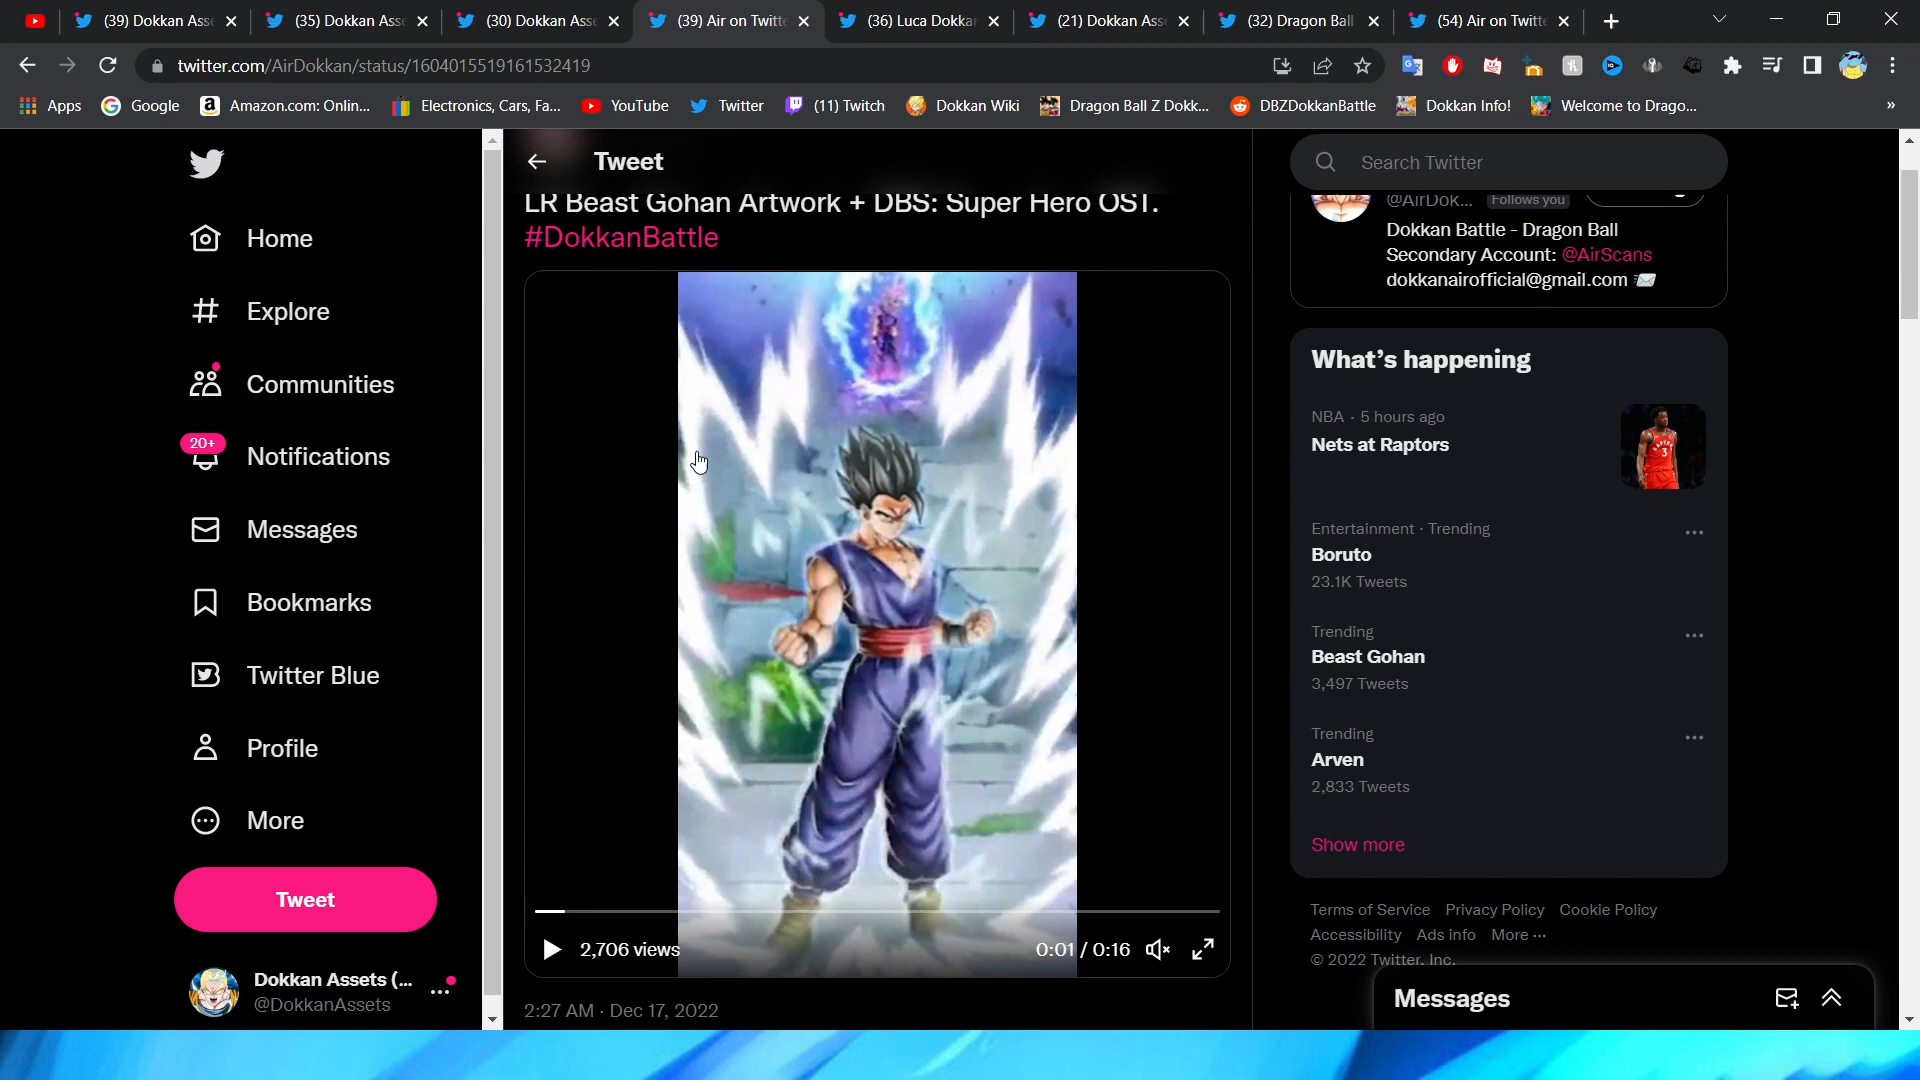 (39) Dokkan Asse
(35) Dokkan Asse
(30) Dokkan Asse
(39) Air on Twitte
(36) Luca Dokkan
(21) Dokkan Asse
(32) Dragon Ball
(54) Air on Twitte
twitter.com/AirDokkan/status/1604015519161532419
Apps
Google
Amazon.com: Onlin...
Electronics, Cars, Fa...
YouTube
Twitter
(11) Twitch
Dokkan Wiki
Dragon Ball Z Dokk...
DBZDokkanBattle
Dokkan Info!
Welcome to Drago...
»
Home
Explore
Communities
20+
Notifications
Messages
Bookmarks
Twitter Blue
Profile
More
Tweet
Dokkan Assets (...
@DokkanAssets
Tweet
LR Beast Gohan Artwork + DBS: Super Hero OST.
#DokkanBattle
2,706 views
0:01 / 0:16
2:27 AM · Dec 17, 2022
Search Twitter
@AirDok...
Follows you
Dokkan Battle - Dragon Ball
Secondary Account: @AirScans
dokkanairofficial@gmail.com
What's happening
NBA · 5 hours ago
Nets at Raptors
Entertainment · Trending
Boruto
23.1K Tweets
Trending
Beast Gohan
3,497 Tweets
Trending
Arven
2,833 Tweets
Show more
Terms of Service Privacy Policy Cookie Policy
Accessibility Ads info More ···
© 2022 Twitter, Inc.
Messages